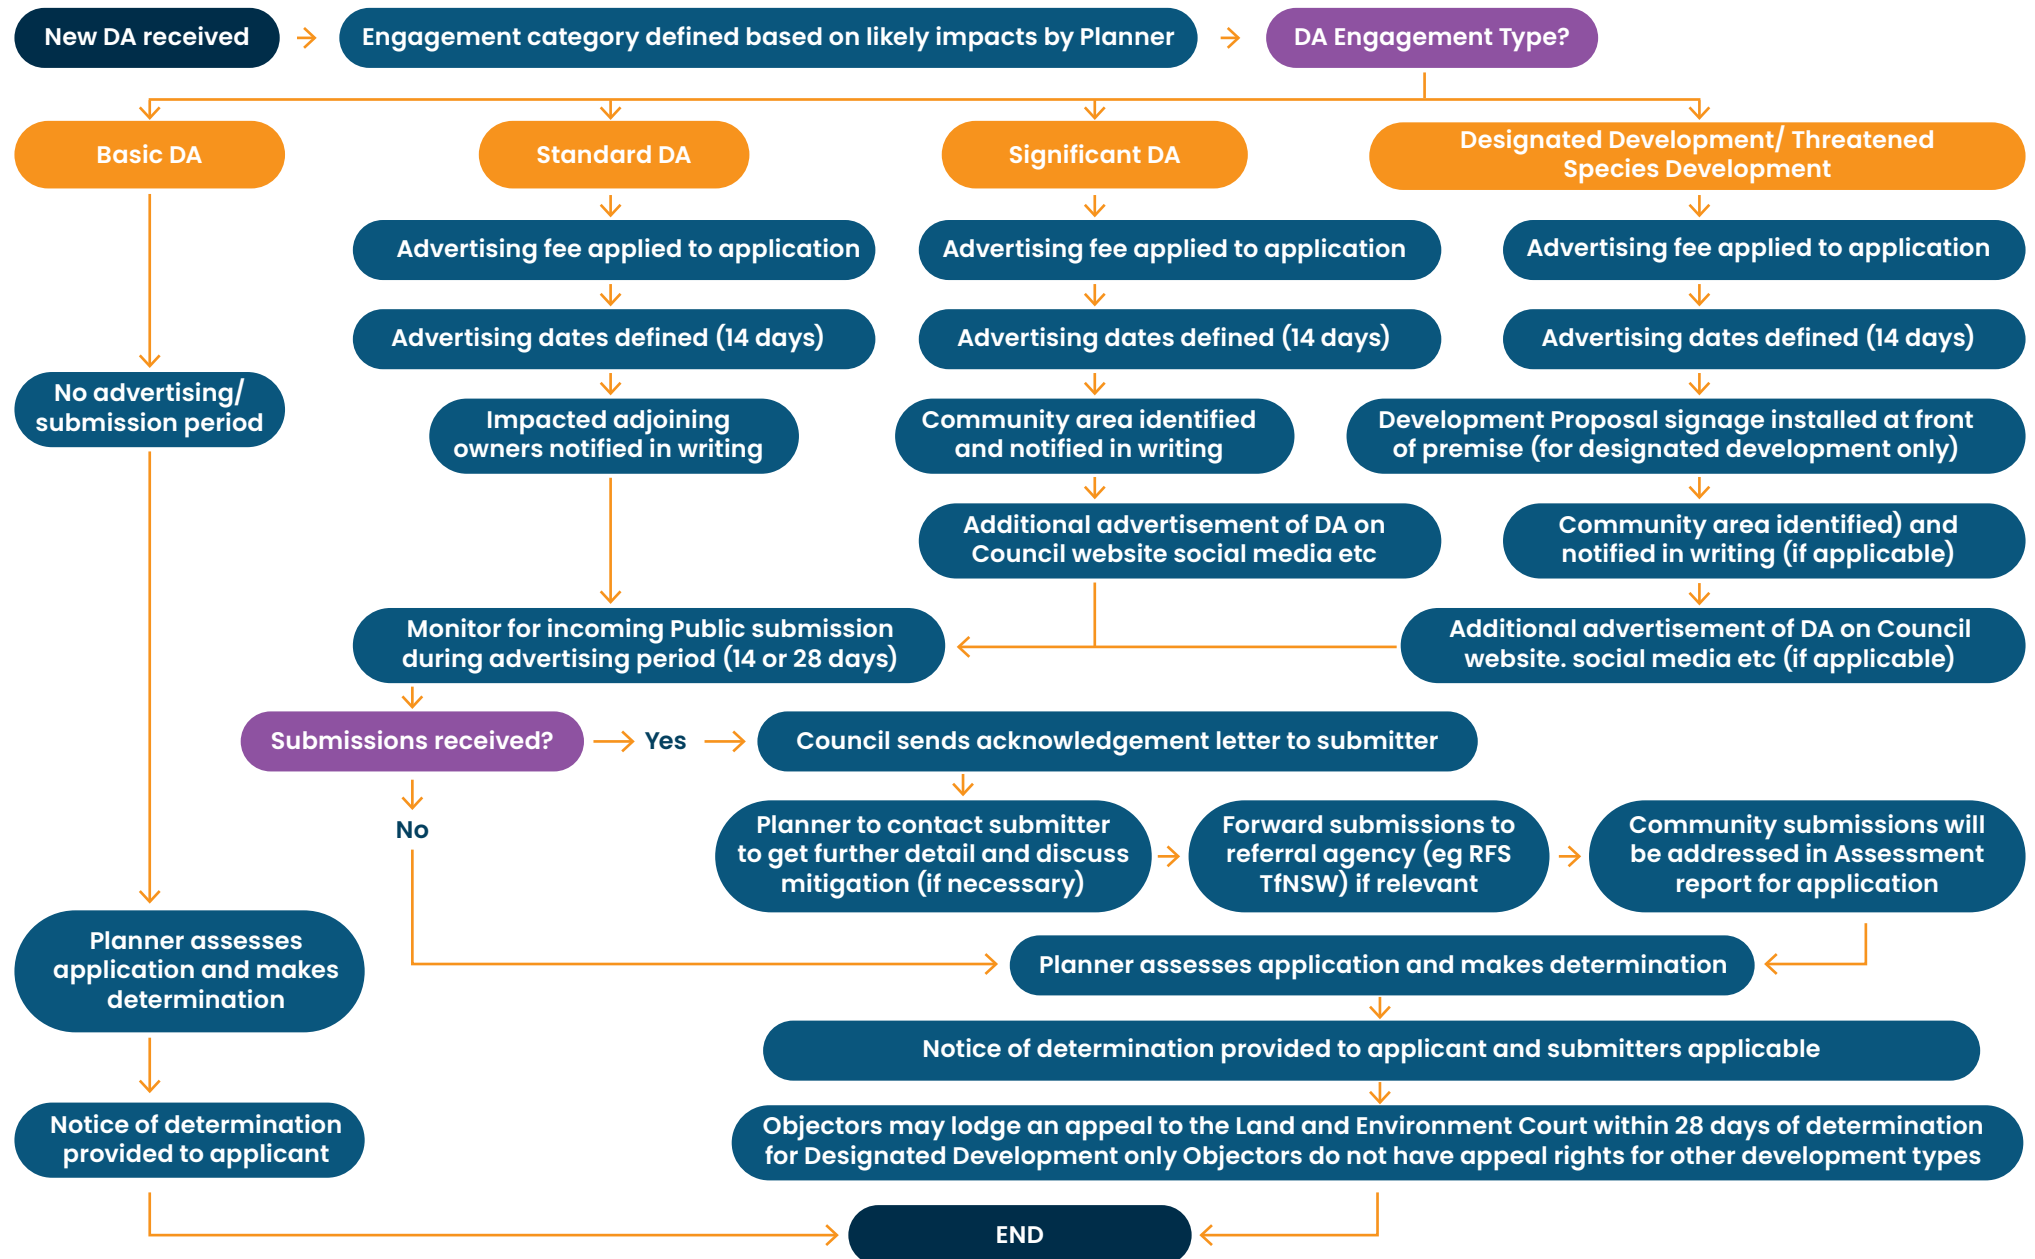 New DA received
Engagement category defined based on likely impacts by Planner
DA Engagement Type?
Basic DA
Standard DA
Significant DA
Designated Development/ Threatened
Species Development
Advertising fee applied to application
Advertising fee applied to application
Advertising fee applied to application
Advertising dates defined (14 days)
Advertising dates defined (14 days)
Advertising dates defined (14 days)
No advertising/
submission period
Impacted adjoining
owners notified in writing
Community area identified
and notified in writing
Development Proposal signage installed at front
of premise (for designated development only)
Additional advertisement of DA on
Council website social media etc
Community area identified) and
notified in writing (if applicable)
Monitor for incoming Public submission
during advertising period (14 or 28 days)
Additional advertisement of DA on Council
website. social media etc (if applicable)
Submissions received?
Yes
Council sends acknowledgement letter to submitter
No
Planner to contact submitter
to get further detail and discuss
mitigation (if necessary)
Forward submissions to
referral agency (eg RFS
TfNSW) if relevant
Community submissions will
be addressed in Assessment
report for application
Planner assesses
application and makes
determination
Planner assesses application and makes determination
Notice of determination provided to applicant and submitters applicable
Notice of determination
provided to applicant
Objectors may lodge an appeal to the Land and Environment Court within 28 days of determination
for Designated Development only Objectors do not have appeal rights for other development types
END